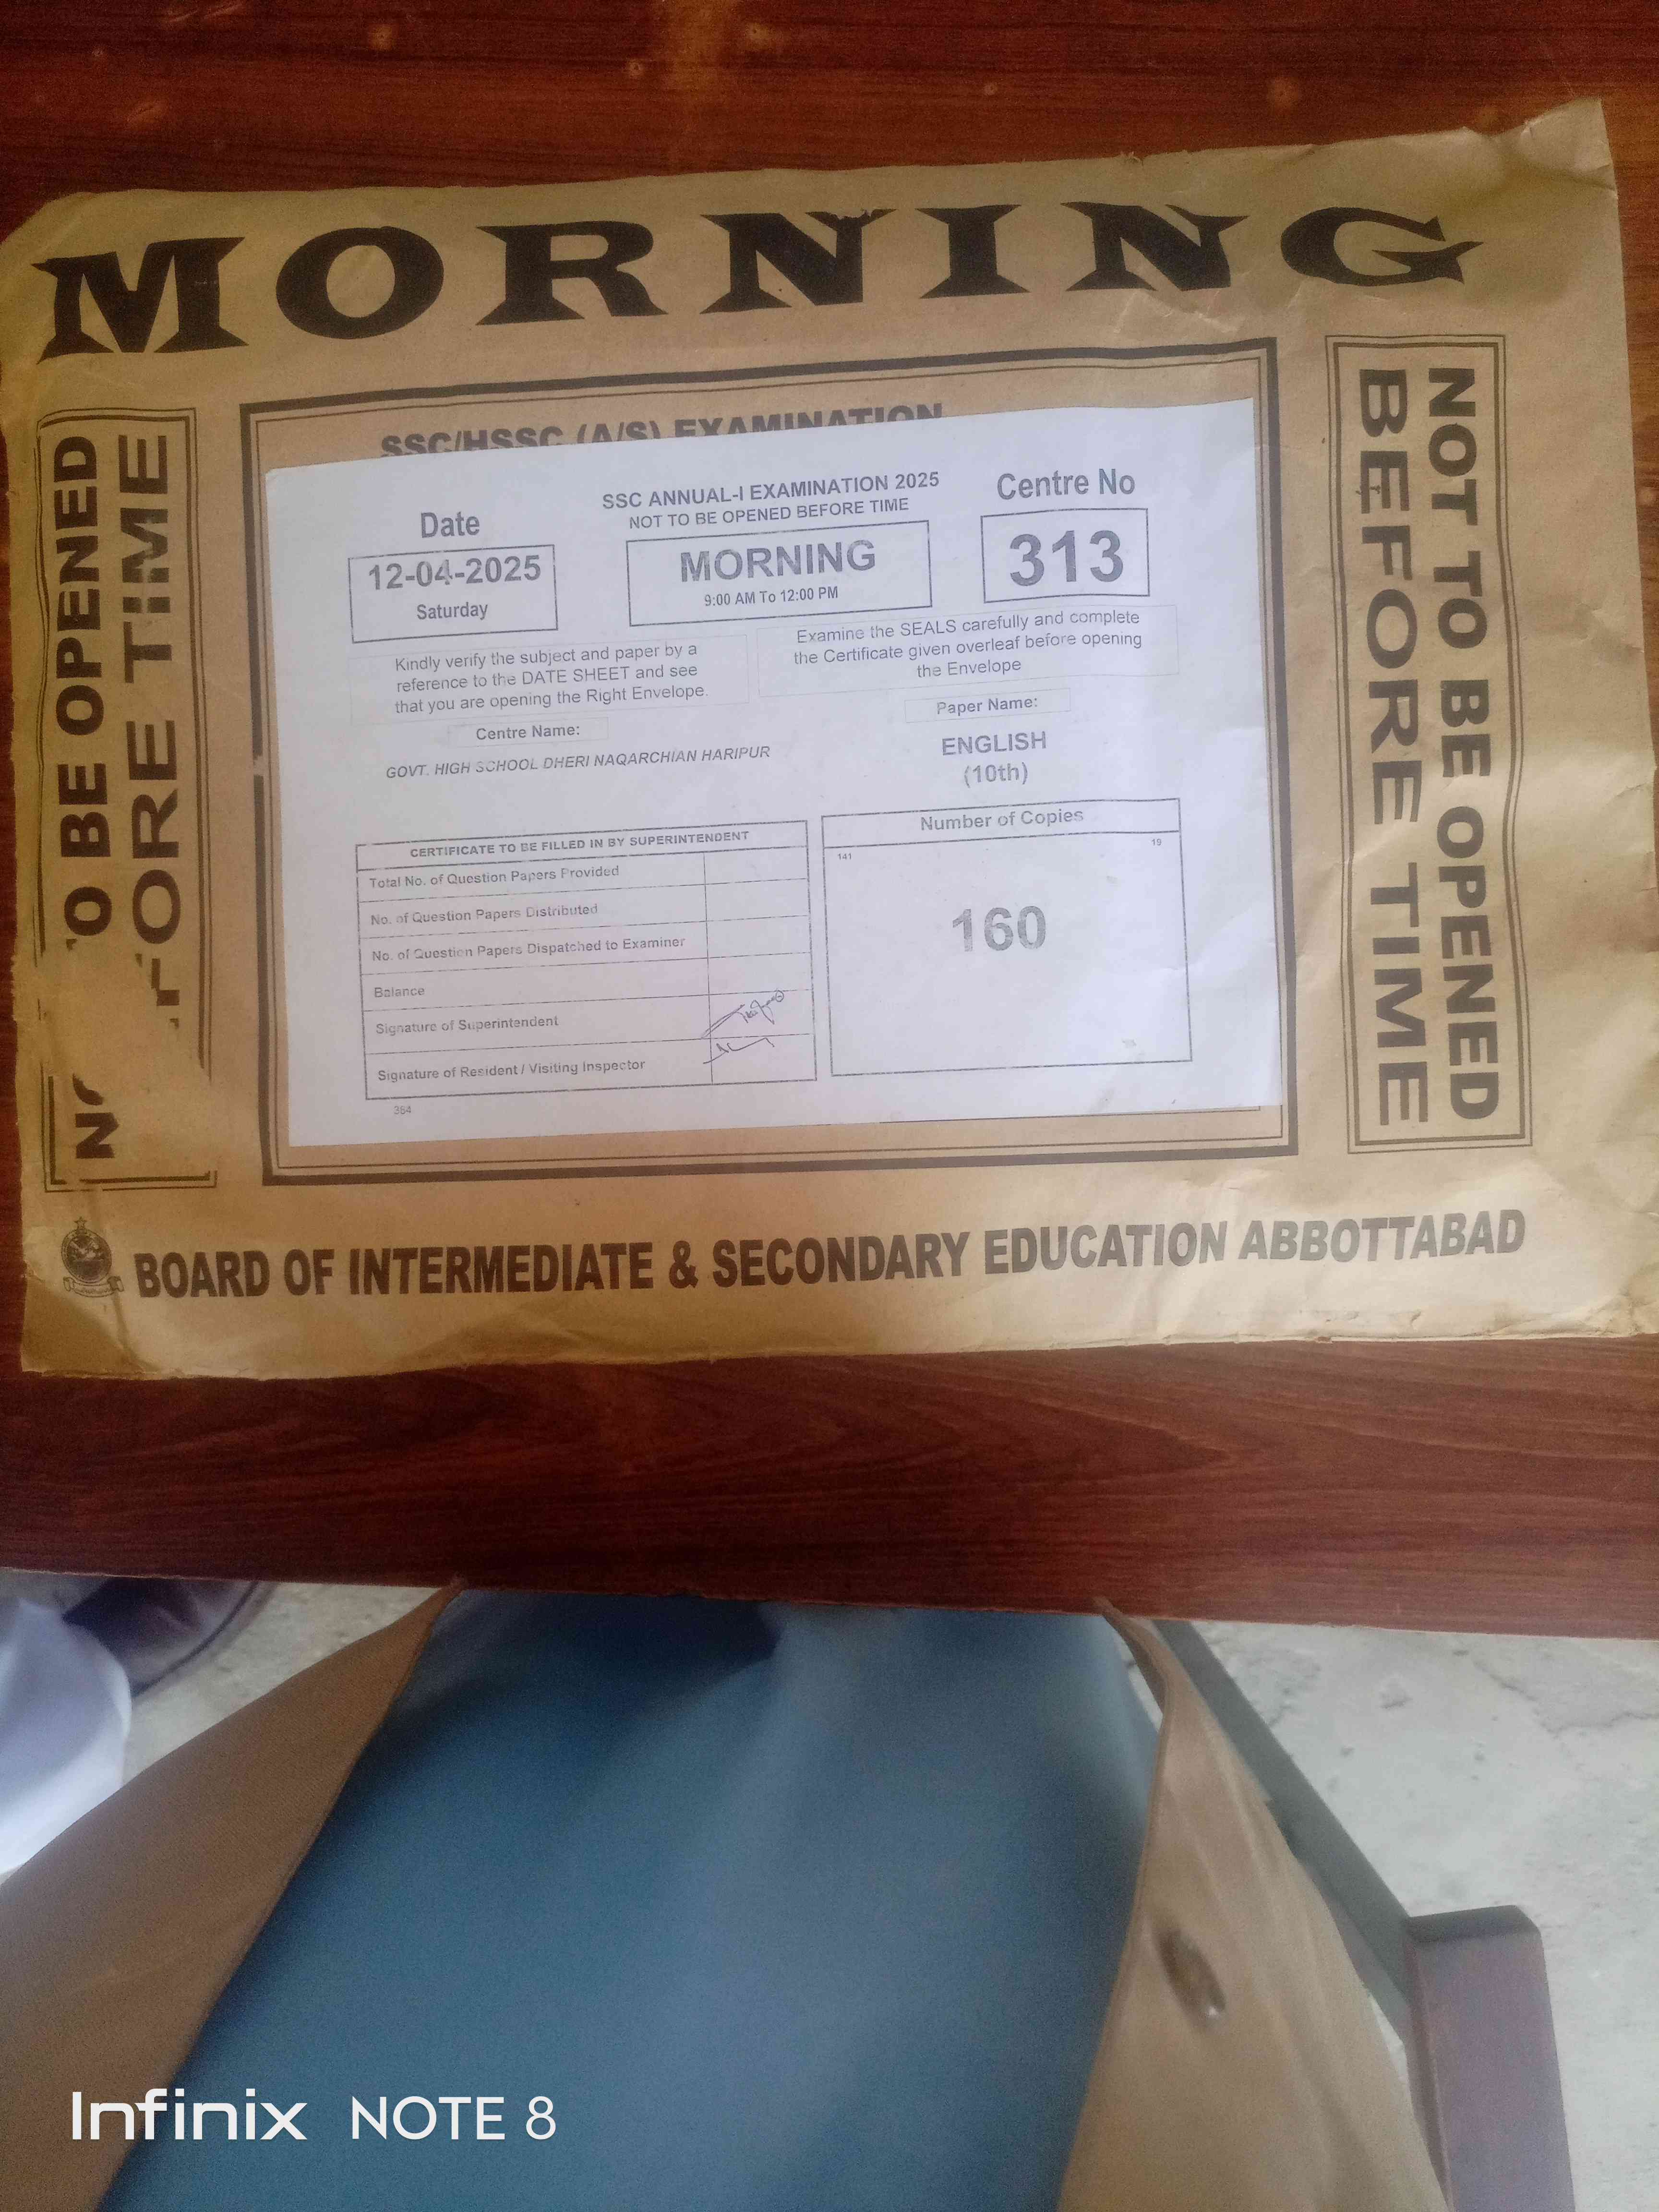 MORNING
NOT TO BE OPENED
BEFORE TIME
SSC/HSSC (A/S) EXAMINATION
SSC ANNUAL-I EXAMINATION 2025
NOT TO BE OPENED BEFORE TIME
Date
12-04-2025
Saturday
MORNING
9:00 AM To 12:00 PM
Centre No
313
Kindly verify the subject and paper by a
reference to the DATE SHEET and see
that you are opening the Right Envelope.
Examine the SEALS carefully and complete
the Certificate given overleaf before opening
the Envelope
Centre Name:
GOVT. HIGH SCHOOL DHERI NAQARCHIAN HARIPUR
Paper Name:
ENGLISH
(10th)
CERTIFICATE TO BE FILLED IN BY SUPERINTENDENT
Total No. of Question Papers Provided
No. of Question Papers Distributed
No. of Question Papers Dispatched to Examiner
Balance
Signature of Superintendent
Signature of Resident / Visiting Inspector
384
Number of Copies
141 19
160
O BE OPENED
ORE TIME
BOARD OF INTERMEDIATE & SECONDARY EDUCATION ABBOTTABAD
Infinix NOTE 8